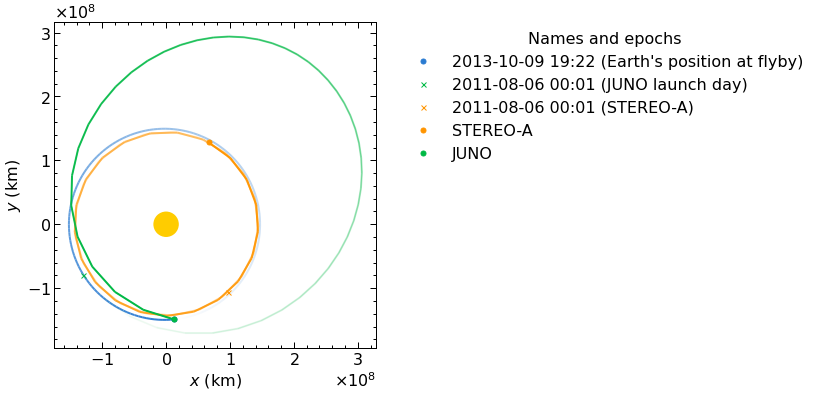 ×10⁸
3
2
1
0
−1
y (km)
−1
0
1
2
3
x (km)
×10⁸
Names and epochs
2013-10-09 19:22 (Earth's position at flyby)
2011-08-06 00:01 (JUNO launch day)
2011-08-06 00:01 (STEREO-A)
STEREO-A
JUNO